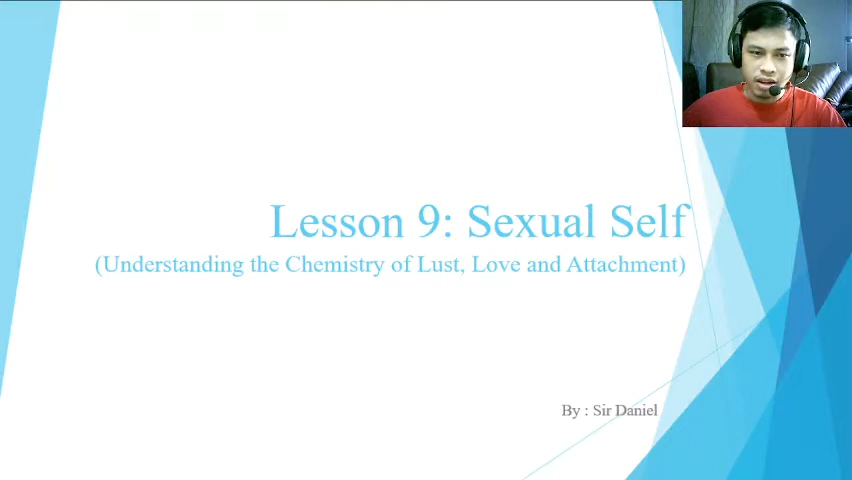 Lesson 9: Sexual Self
(Understanding the Chemistry of Lust, Love and Attachment)
By : Sir Daniel